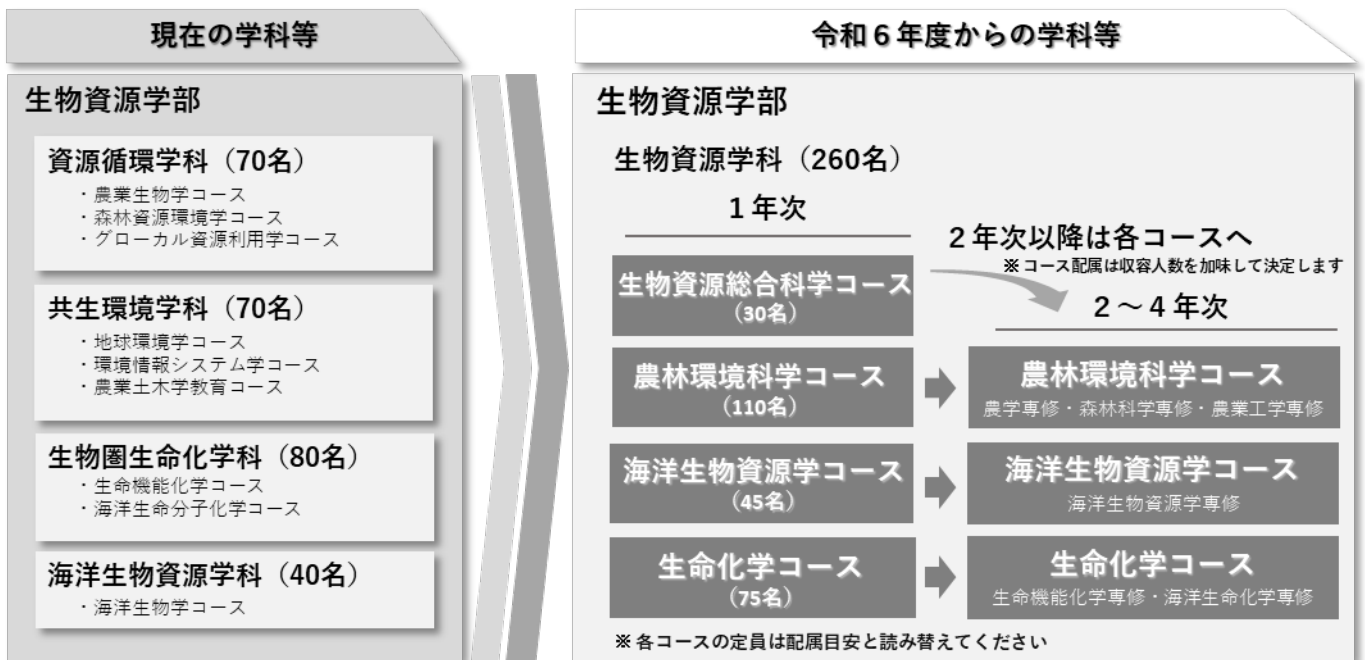 現在の学科等
生物資源学部
資源循環学科（70名）
・農業生物学コース
・森林資源環境学コース
・グローカル資源利用学コース
共生環境学科（70名）
・地球環境学コース
・環境情報システム学コース
・農業土木学教育コース
生物圏生命化学科（80名）
・生命機能化学コース
・海洋生命分子化学コース
海洋生物資源学科（40名）
・海洋生物学コース
令和６年度からの学科等
生物資源学部
生物資源学科（260名）
１年次
２年次以降は各コースへ
※コース配属は収容人数を加味して決定します
２～４年次
生物資源総合科学コース
（30名）
農林環境科学コース
（110名）
農林環境科学コース
農学専修・森林科学専修・農業工学専修
海洋生物資源学コース
（45名）
海洋生物資源学コース
海洋生物資源学専修
生命化学コース
（75名）
生命化学コース
生命機能化学専修・海洋生命化学専修
※各コースの定員は配属目安と読み替えてください